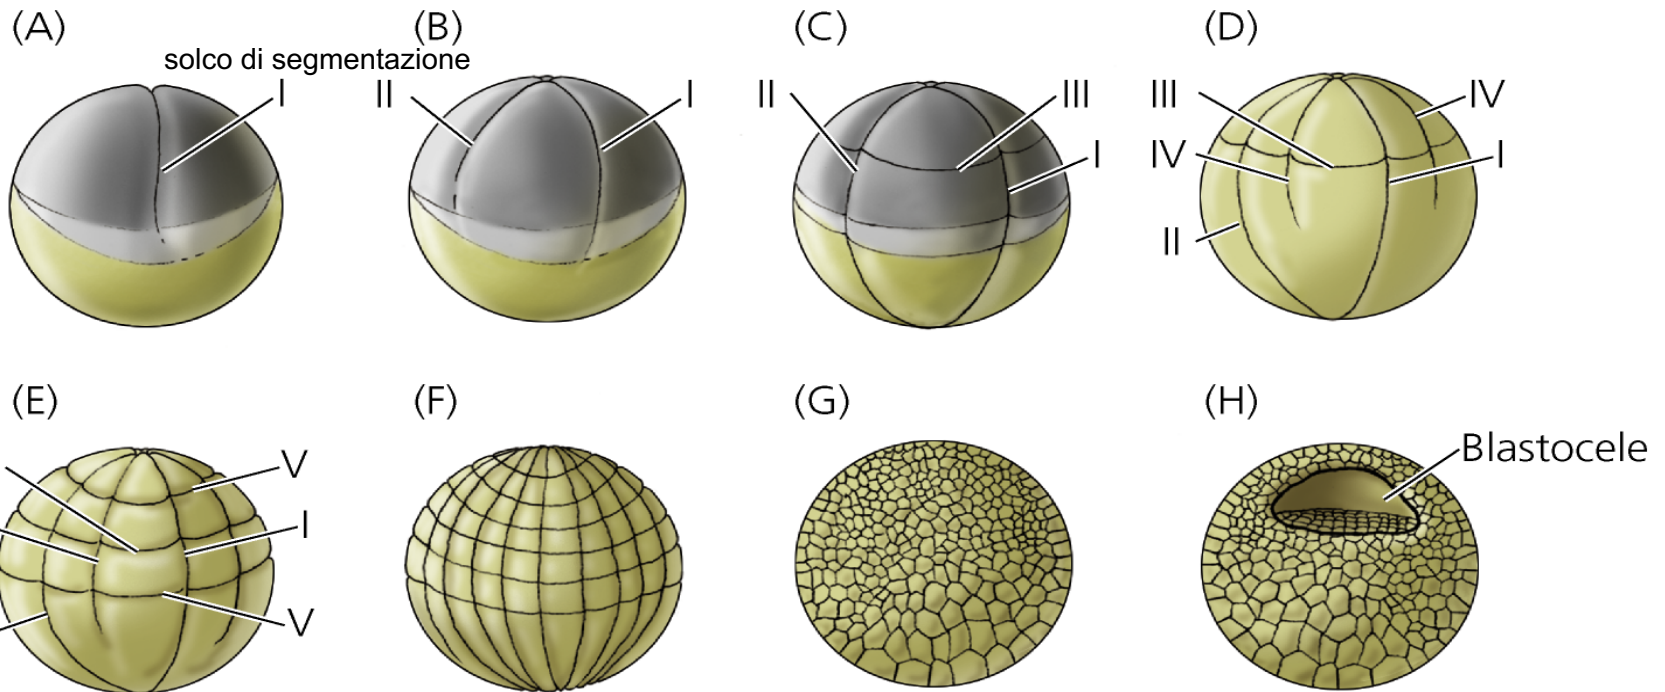 (A)
(B)
(C)
(D)
solco di segmentazione
I
II
I
II
III
I
III
IV
IV
I
II
(E)
(F)
(G)
(H)
V
I
V
Blastocele